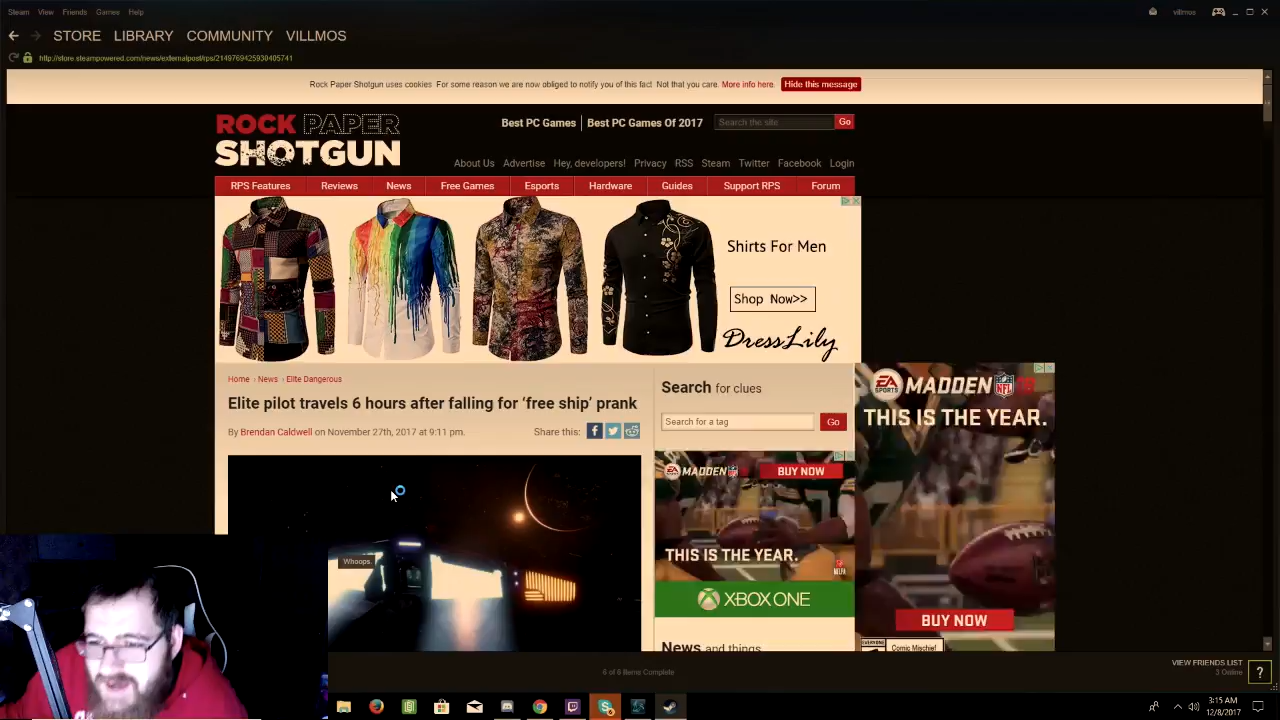 Steam View Friends Games Help villmos
STORE LIBRARY COMMUNITY VILLMOS
http://store.steampowered.com/news/externalpost/rps/2149769425930405741
Rock Paper Shotgun uses cookies. For some reason we are now obliged to notify you of this fact. Not that you care. More info here. Hide this message
ROCK PAPER
SHOTGUN
Best PC Games Best PC Games Of 2017 Search the site Go
About Us Advertise Hey, developers! Privacy RSS Steam Twitter Facebook Login
RPS Features Reviews News Free Games Esports Hardware Guides Support RPS Forum
Shirts For Men
Shop Now>>
DressLily
Home › News › Elite Dangerous
Elite pilot travels 6 hours after falling for ‘free ship’ prank
By Brendan Caldwell on November 27th, 2017 at 9:11 pm.
Share this:
Whoops.
Search for clues
Search for a tag Go
EA SPORTS MADDEN NFL BUY NOW
THIS IS THE YEAR.
XBOX ONE
News and things
EA SPORTS MADDEN NFL
THIS IS THE YEAR.
BUY NOW
EVERYONE
Comic Mischief
6 of 6 Items Complete
VIEW FRIENDS LIST
3 Online
?
3:15 AM
12/8/2017